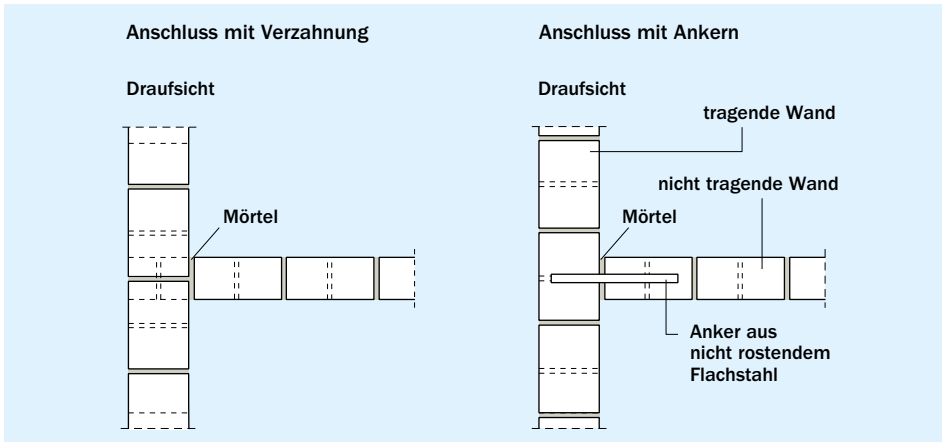 Anschluss mit Verzahnung
Draufsicht
Mörtel
Anschluss mit Ankern
Draufsicht
tragende Wand
nicht tragende Wand
Mörtel
Anker aus
nicht rostendem
Flachstahl